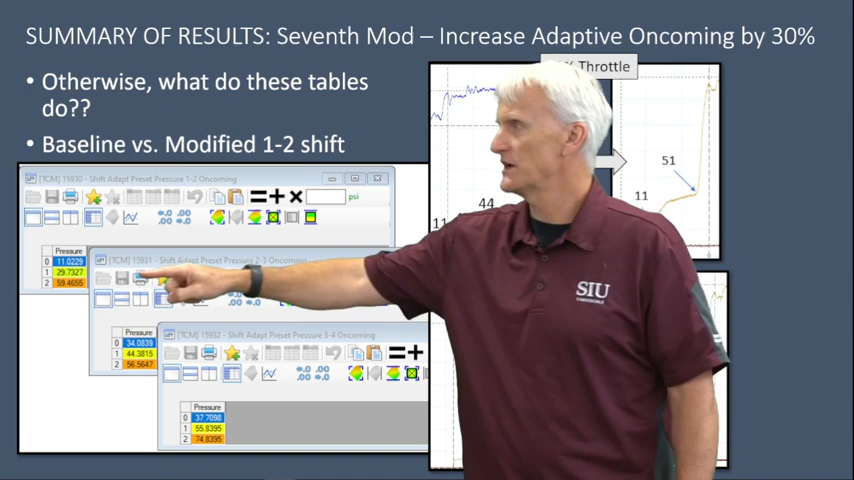 SUMMARY OF RESULTS: Seventh Mod – Increase Adaptive Oncoming by 30%
• Otherwise, what do these tables
do??
• Baseline vs. Modified 1-2 shift
[TCM] 15930 - Shift Adapt Preset Pressure 1-2 Oncoming
psi
Pressure
0 11.0229
1 29.7327
2 59.4655
[TCM] 15931 - Shift Adapt Preset Pressure 2-3 Oncoming
Pressure
0 34.0839
1 44.3815
2 56.5647
[TCM] 15932 - Shift Adapt Preset Pressure 3-4 Oncoming
Pressure
0 37.7098
1 55.8395
2 74.8395
% Throttle
44
11
51
11
SIU
CARBONDALE